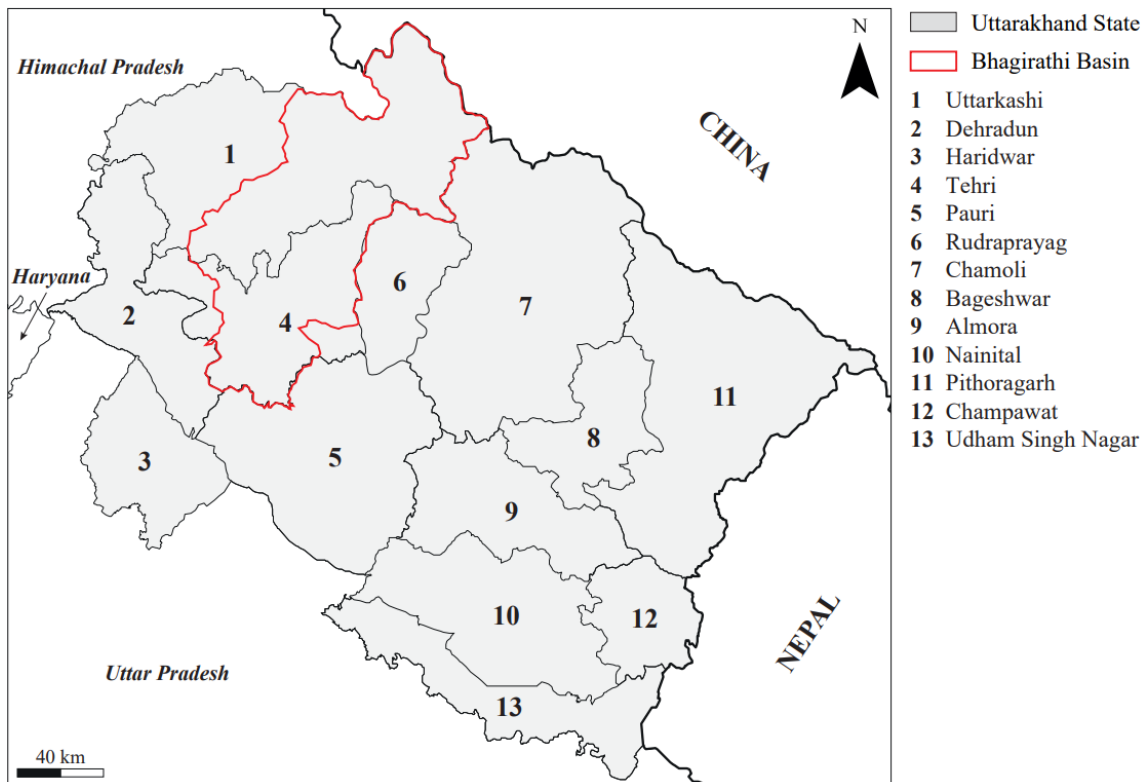 Himachal Pradesh
N
CHINA
Haryana
1
2
3
4
5
6
7
8
9
10
11
12
13
NEPAL
Uttar Pradesh
40 km
Uttarakhand State
Bhagirathi Basin
1 Uttarkashi
2 Dehradun
3 Haridwar
4 Tehri
5 Pauri
6 Rudraprayag
7 Chamoli
8 Bageshwar
9 Almora
10 Nainital
11 Pithoragarh
12 Champawat
13 Udham Singh Nagar